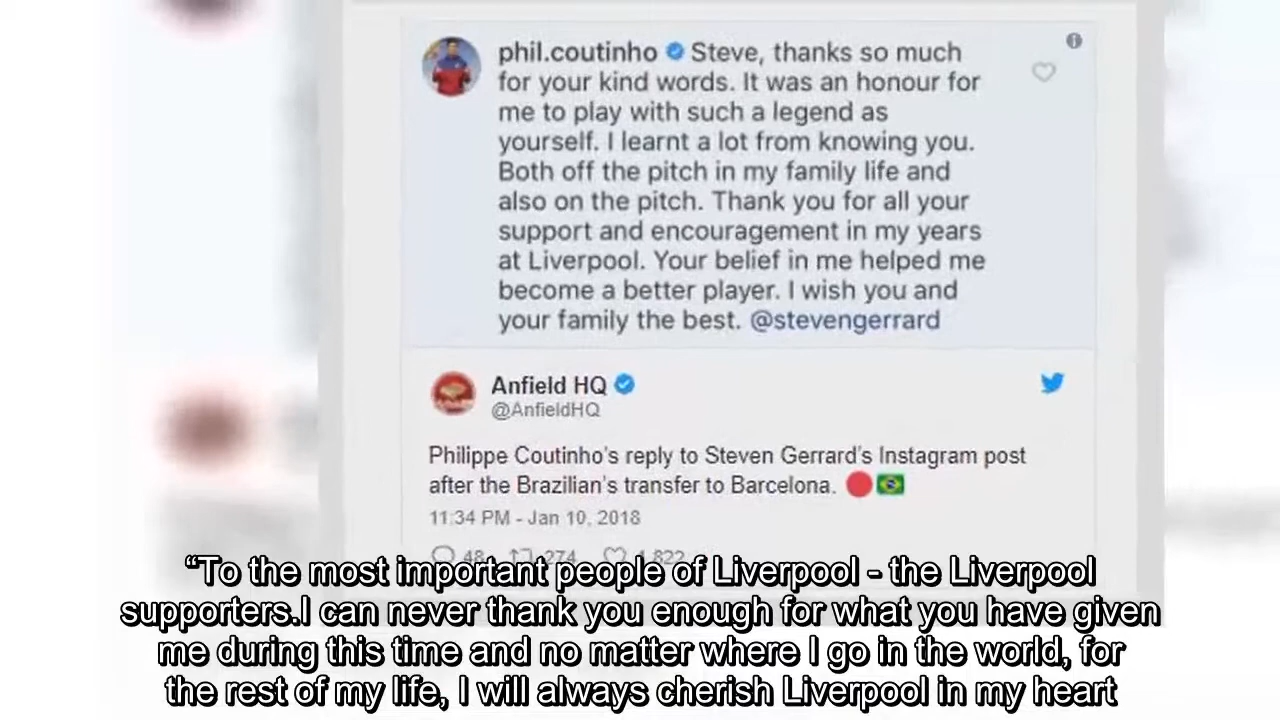 phil.coutinho Steve, thanks so much
for your kind words. It was an honour for
me to play with such a legend as
yourself. I learnt a lot from knowing you.
Both off the pitch in my family life and
also on the pitch. Thank you for all your
support and encouragement in my years
at Liverpool. Your belief in me helped me
become a better player. I wish you and
your family the best. @stevengerrard
Anfield HQ
@AnfieldHQ
Philippe Coutinho's reply to Steven Gerrard's Instagram post
after the Brazilian's transfer to Barcelona.
11:34 PM - Jan 10, 2018
48 274 1,822
“To the most important people of Liverpool - the Liverpool
supporters.I can never thank you enough for what you have given
me during this time and no matter where I go in the world, for
the rest of my life, I will always cherish Liverpool in my heart